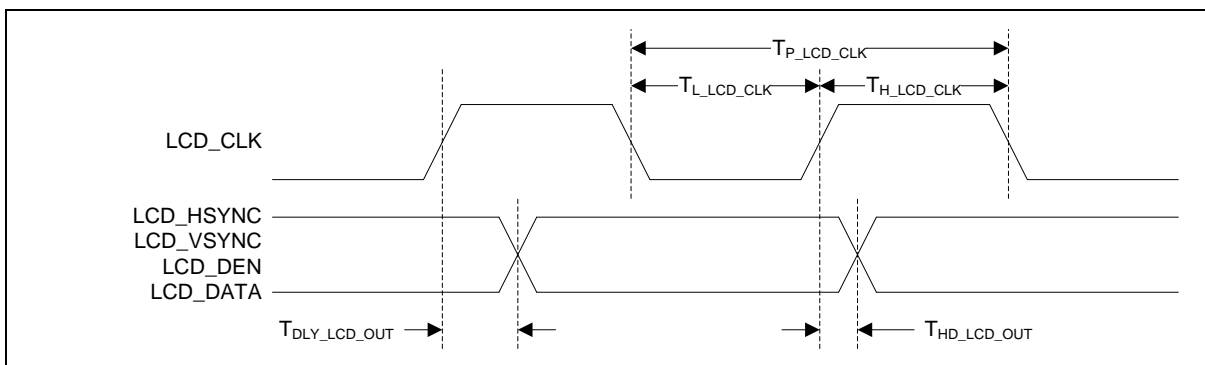 T_P_LCD_CLK
T_L_LCD_CLK T_H_LCD_CLK
LCD_CLK
LCD_HSYNC
LCD_VSYNC
LCD_DEN
LCD_DATA
T_DLY_LCD_OUT T_HD_LCD_OUT